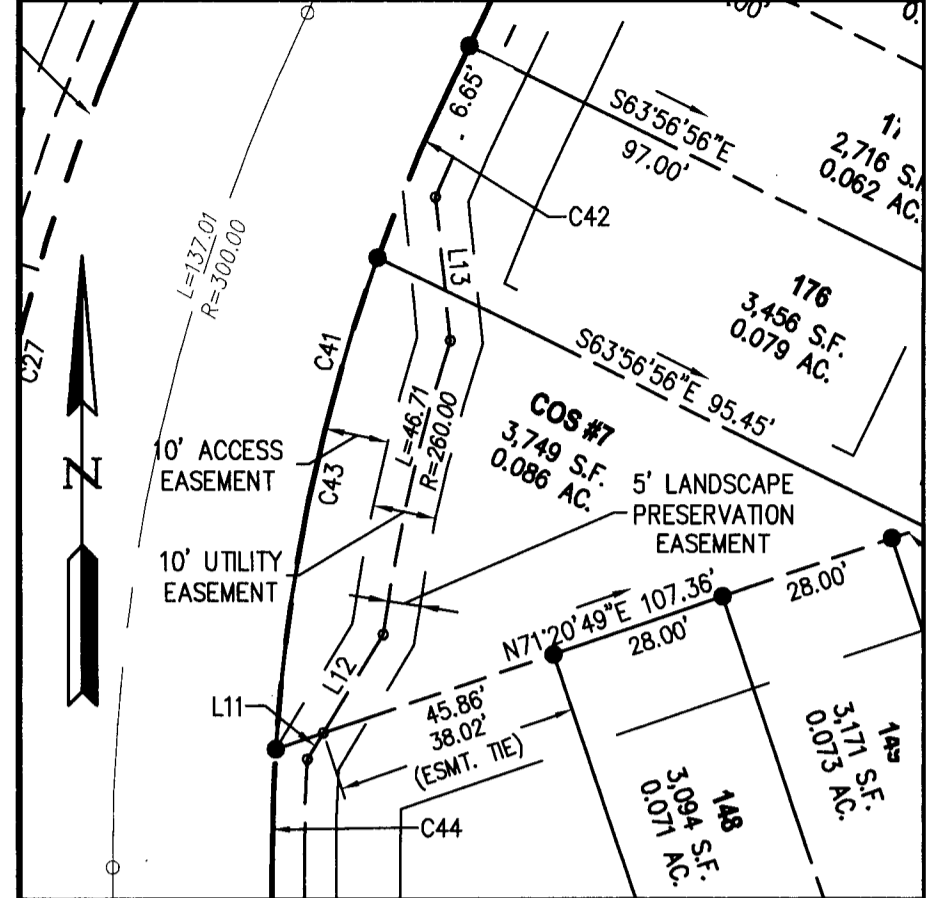 6.65'
S63°56'56"E
97.00'
2,716 S.F.
0.062 AC.
C42
L=137.01
R=300.00
L13
176
3,456 S.F.
0.079 AC.
C27
C41
S63°56'56"E 95.45'
COS #7
3,749 S.F.
0.086 AC.
L=46.71
R=260.00
10' ACCESS
EASEMENT
C43
N
5' LANDSCAPE
PRESERVATION
EASEMENT
10' UTILITY
EASEMENT
N71°20'49"E 107.36'
28.00'
28.00'
L12
L11
45.86'
38.02'
(ESMT. TIE)
149
3,171 S.F.
0.073 AC.
148
3,094 S.F.
0.071 AC.
C44